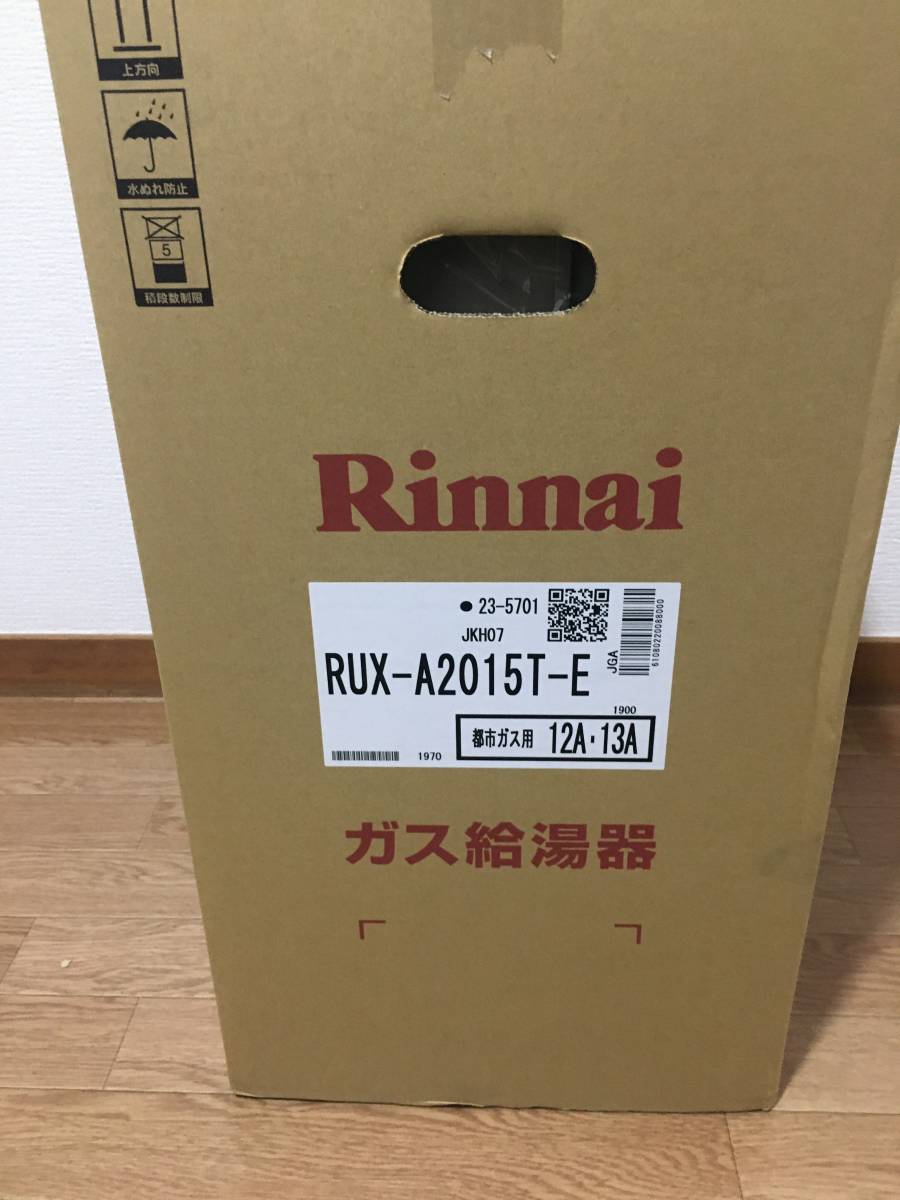 上方向
水ぬれ防止
5
積段数制限
Rinnai
● 23-5701
JKH07
RUX-A2015T-E
JGA
61080220088000
1900
都市ガス用 12A・13A
1970
ガス給湯器